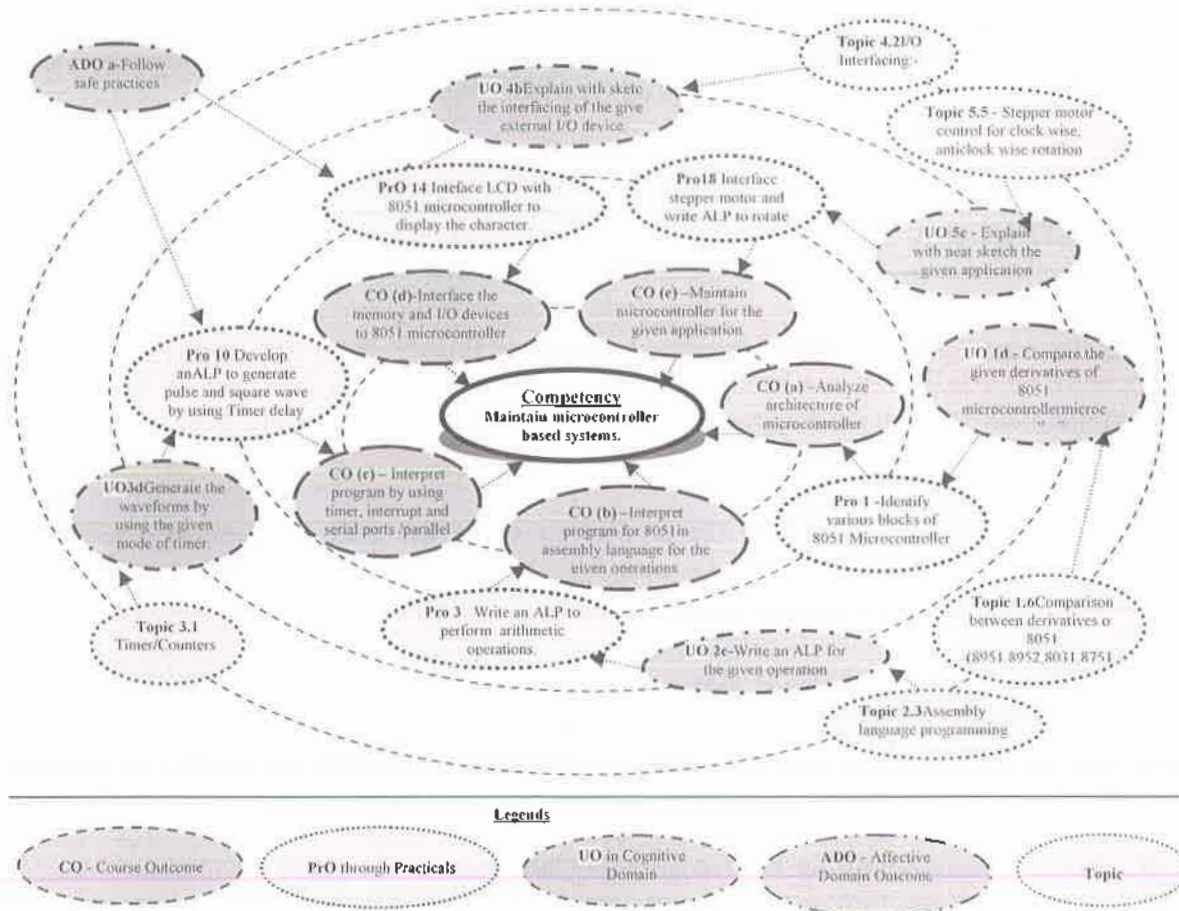 ADO a-Follow
safe practices
Topic 4.2I/O
Interfacing:-
UO 4bExplain with sketc
the interfacing of the give
external I/O device
Topic 5.5 - Stepper motor
control for clock wise,
anticlock wise rotation
PrO 14 Inteface LCD with
8051 microcontroller to
display the character.
Pro18 Interface
stepper motor and
write ALP to rotate
UO 5c - Explain
with neat sketch the
given application
CO (d)-Interface the
memory and I/O devices
to 8051 microcontroller
CO (e) –Maintain
microcontroller for the
given application
Pro 10 Develop
anALP to generate
pulse and square wave
by using Timer delay
UO 1d - Compare the
given derivatives of
8051
microcontrollermicroc
Competency
Maintain microcontroller
based systems.
CO (a) –Analyze
architecture of
microcontroller
UO3dGenerate the
waveforms by
using the given
mode of timer.
CO (c) – Interpret
program by using
timer, interrupt and
serial ports /parallel
CO (b) –Interpret
program for 8051in
assembly language for the
given operations
Pro 1 -Identify
various blocks of
8051 Microcontroller
Topic 3.1
Timer/Counters
Pro 3 Write an ALP to
perform arithmetic
operations.
UO 2c-Write an ALP for
the given operation
Topic 1.6Comparison
between derivatives o
8051
(8951,8952,8031,8751
Topic 2.3Assembly
language programming
Legends
CO - Course Outcome
PrO through Practicals
UO in Cognitive
Domain
ADO - Affective
Domain Outcome
Topic